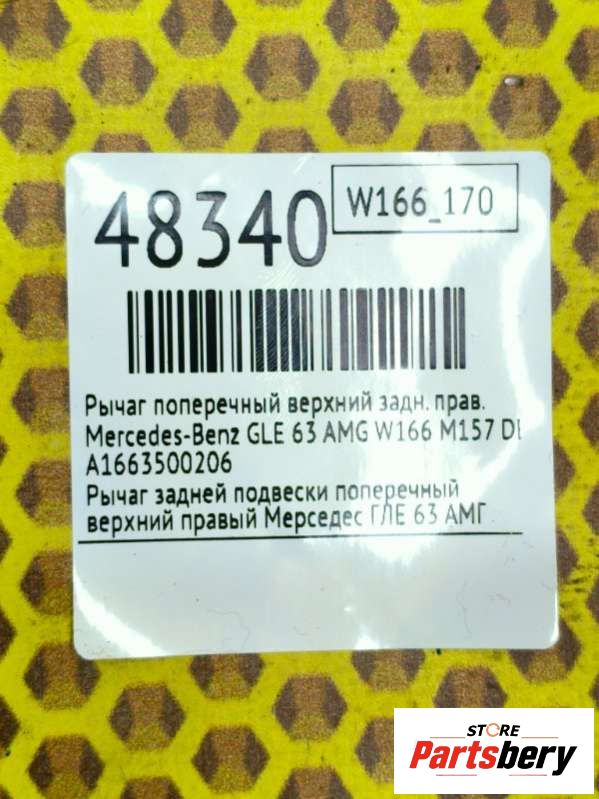 48340
W166_170
Рычаг поперечный верхний задн. прав.
Mercedes-Benz GLE 63 AMG W166 M157 DE
A1663500206
Рычаг задней подвески поперечный
верхний правый Мерседес ГЛЕ 63 АМГ
STORE
Partsbery